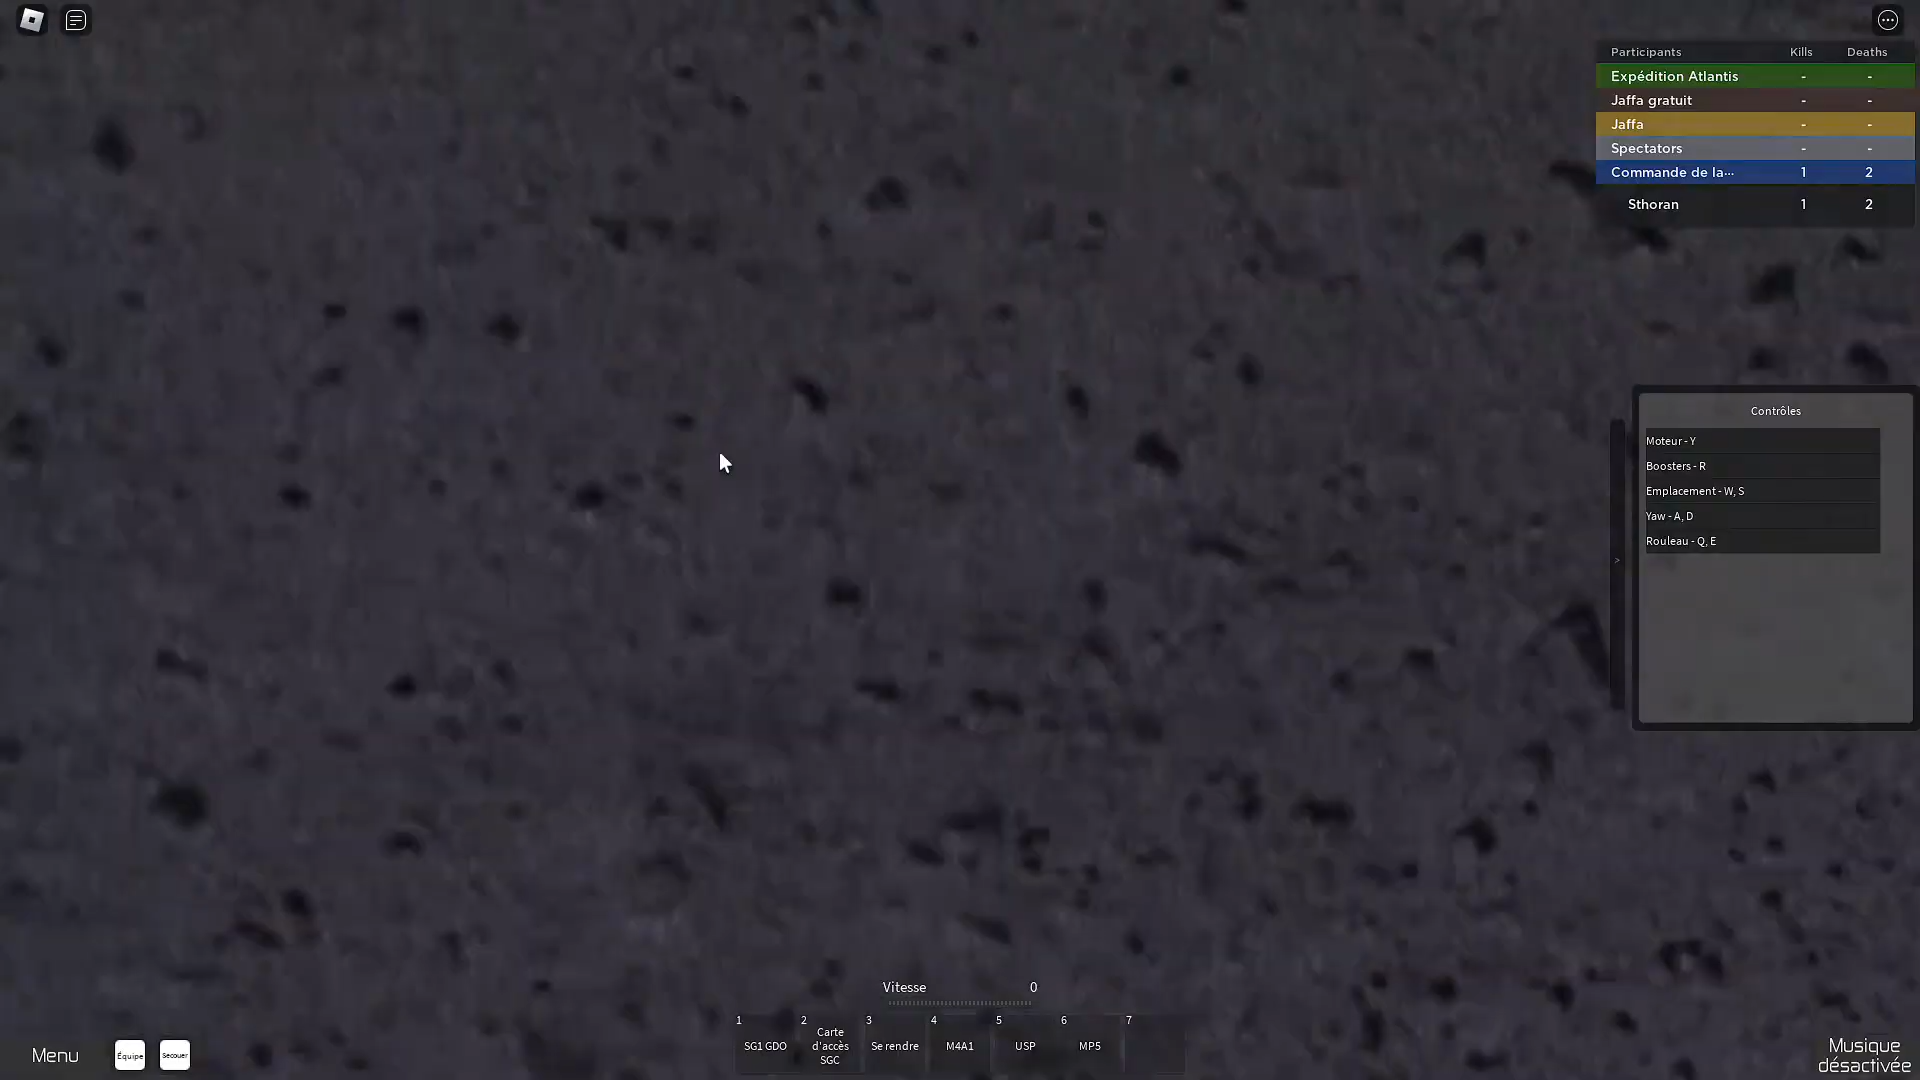 Participants Kills Deaths
Expédition Atlantis - -
Jaffa gratuit - -
Jaffa - -
Spectators - -
Commande de la··· 1 2
Sthoran 1 2
Contrôles
Moteur - Y
Boosters - R
Emplacement - W, S
Yaw - A, D
Rouleau - Q, E
>
Vitesse 0
1 2 3 4 5 6 7
SG1 GDO
Carte
d'accès
SGC
Se rendre
M4A1
USP
MP5
Menu
Équipe
Secouer
Musique
désactivée